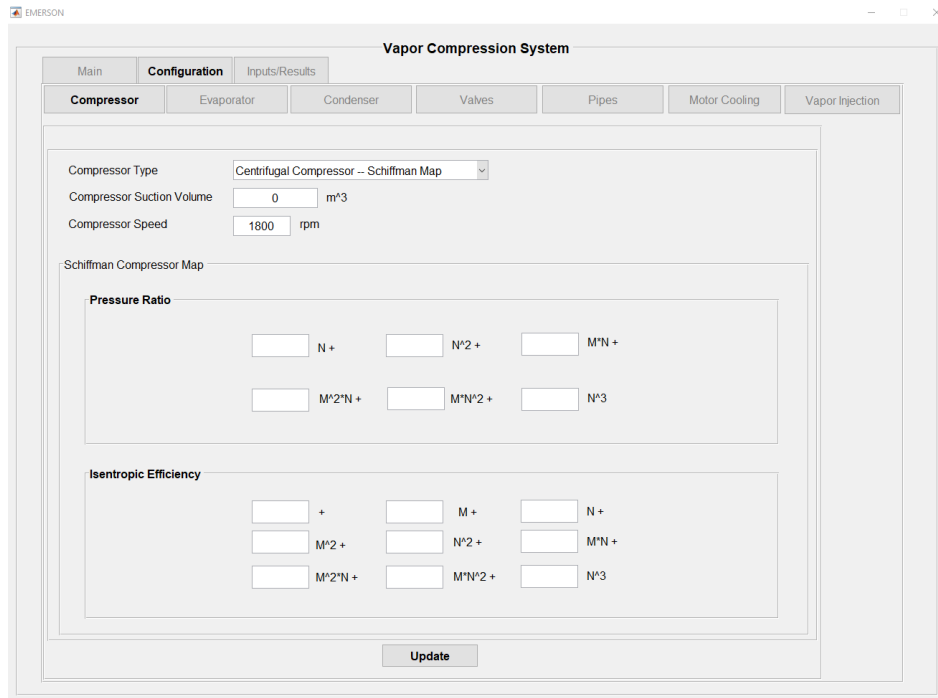 EMERSON
Vapor Compression System
Main Configuration Inputs/Results
Compressor Evaporator Condenser Valves Pipes Motor Cooling Vapor Injection
Compressor Type Centrifugal Compressor -- Schiffman Map
Compressor Suction Volume 0 m^3
Compressor Speed 1800 rpm
Schiffman Compressor Map
Pressure Ratio
N + N^2 + M*N +
M^2*N + M*N^2 + N^3
Isentropic Efficiency
+ M + N +
M^2 + N^2 + M*N +
M^2*N + M*N^2 + N^3
Update